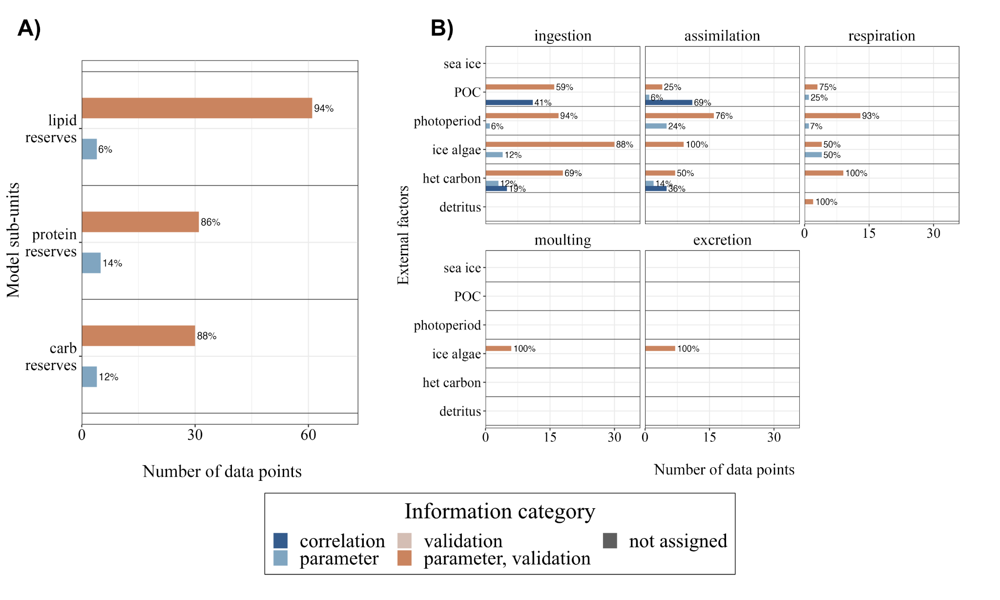 A)
Model sub-units
lipid
reserves
94%
6%
protein
reserves
86%
14%
carb
reserves
88%
12%
0 30 60
Number of data points
B)
External factors
ingestion assimilation respiration
sea ice
POC
59% 25% 75%
6% 25%
41% 69%
photoperiod
94% 76% 93%
6% 24% 7%
ice algae
88% 100% 50%
12% 50%
het carbon
69% 50% 100%
12% 14%
19% 36%
detritus
100%
0 15 30
moulting excretion
sea ice
POC
photoperiod
ice algae
100% 100%
het carbon
detritus
0 15 30 0 15 30
Number of data points
Information category
correlation validation not assigned
parameter parameter, validation